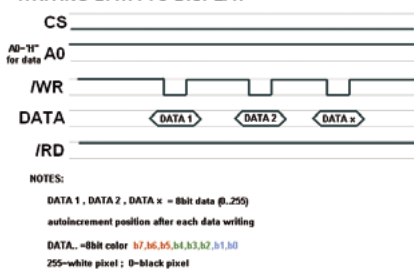 CS
A0-'H' for data A0
/WR
DATA DATA 1 DATA 2 DATA x
/RD
NOTES:
DATA 1 , DATA 2 , DATA x = 8bit data (0..255)
autoincrement position after each data writing
DATA.. =8bit color b7,b6,b5,b4,b3,b2,b1,b0
255=white pixel ; 0=black pixel